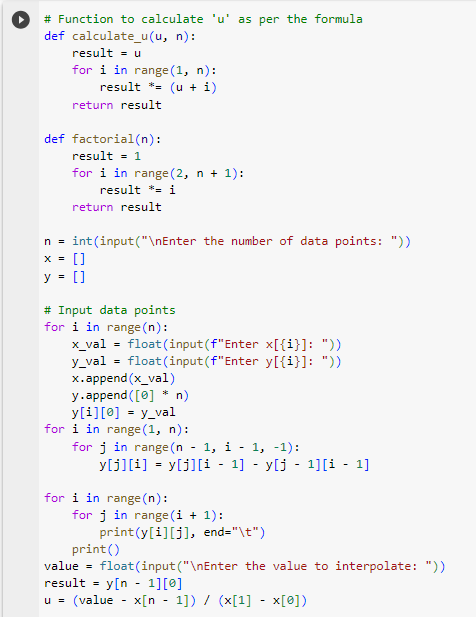 # Function to calculate 'u' as per the formula
def calculate_u(u, n):
    result = u
    for i in range(1, n):
        result *= (u + i)
    return result

def factorial(n):
    result = 1
    for i in range(2, n + 1):
        result *= i
    return result

n = int(input("\nEnter the number of data points: "))
x = []
y = []

# Input data points
for i in range(n):
    x_val = float(input(f"Enter x[{i}]: "))
    y_val = float(input(f"Enter y[{i}]: "))
    x.append(x_val)
    y.append([0] * n)
    y[i][0] = y_val
for i in range(1, n):
    for j in range(n - 1, i - 1, -1):
        y[j][i] = y[j][i - 1] - y[j - 1][i - 1]

for i in range(n):
    for j in range(i + 1):
        print(y[i][j], end="\t")
    print()
value = float(input("\nEnter the value to interpolate: "))
result = y[n - 1][0]
u = (value - x[n - 1]) / (x[1] - x[0])